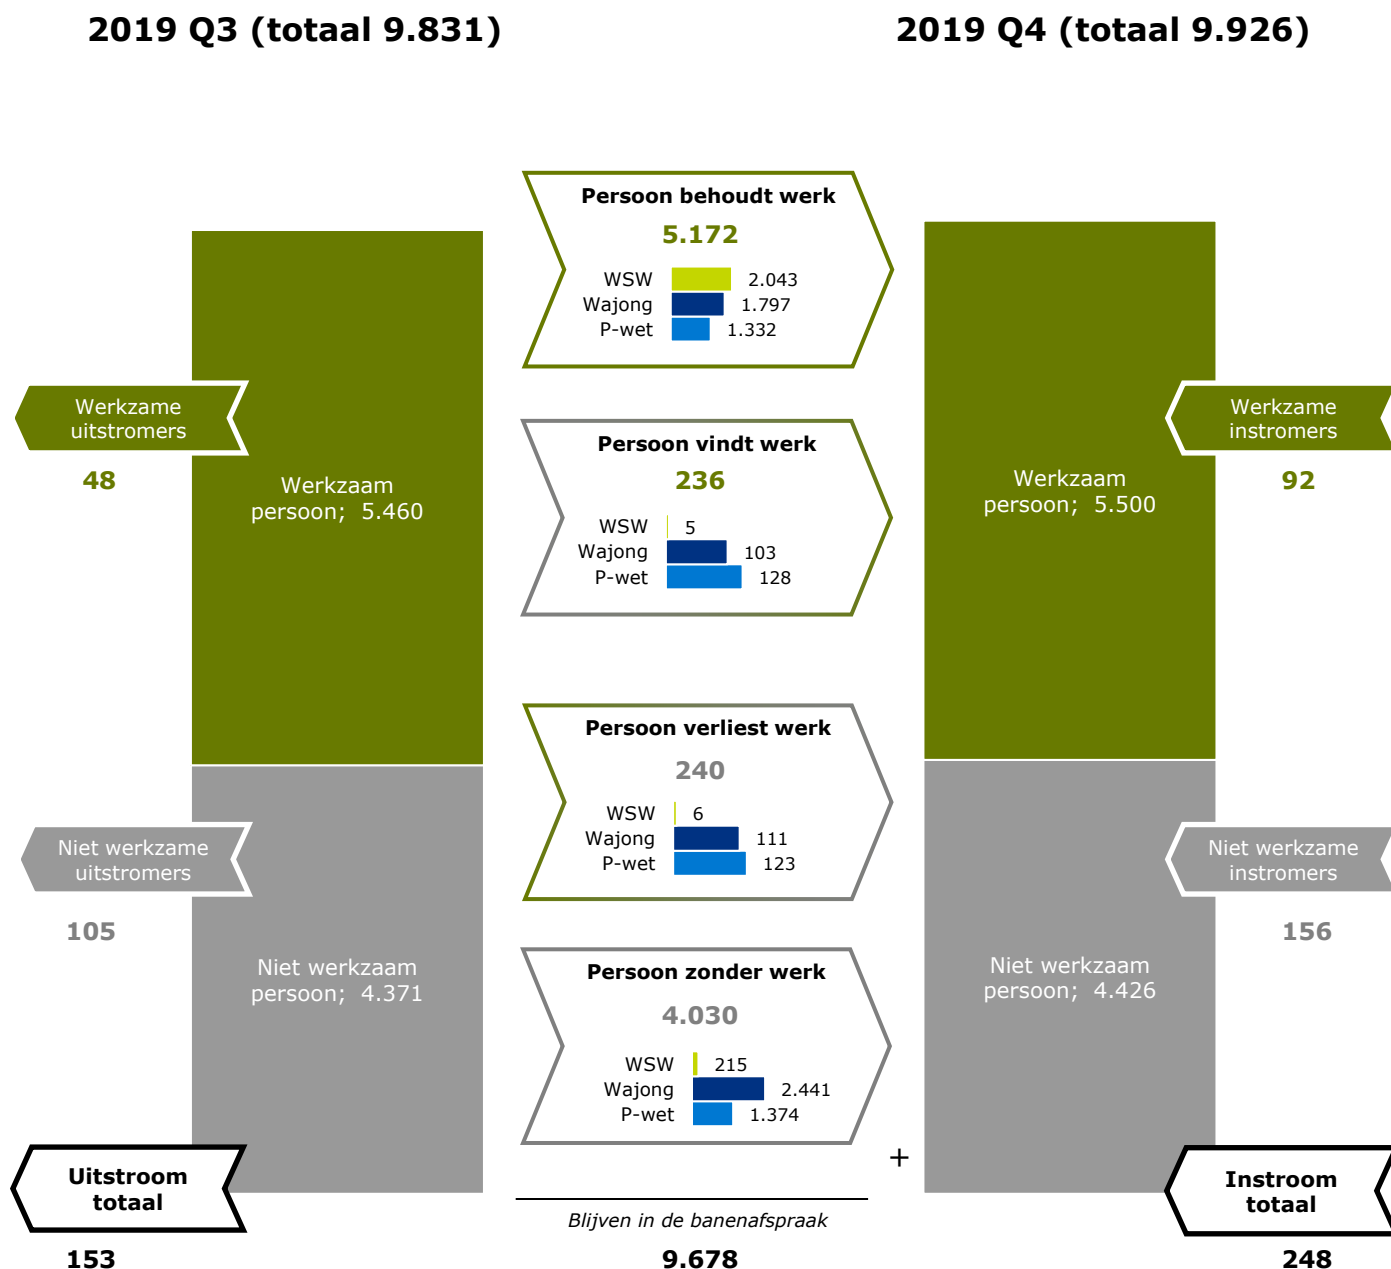 2019 Q3 (totaal 9.831)
2019 Q4 (totaal 9.926)
Persoon behoudt werk
5.172
WSW 2.043
Wajong 1.797
P-wet 1.332
Werkzame
uitstromers
48
Werkzaam
persoon; 5.460
Persoon vindt werk
236
WSW 5
Wajong 103
P-wet 128
Werkzaam
persoon; 5.500
Werkzame
instromers
92
Persoon verliest werk
240
WSW 6
Wajong 111
P-wet 123
Niet werkzame
uitstromers
105
Niet werkzaam
persoon; 4.371
Persoon zonder werk
4.030
WSW 215
Wajong 2.441
P-wet 1.374
Niet werkzaam
persoon; 4.426
Niet werkzame
instromers
156
+
Uitstroom
totaal
153
Blijven in de banenafspraak
9.678
Instroom
totaal
248